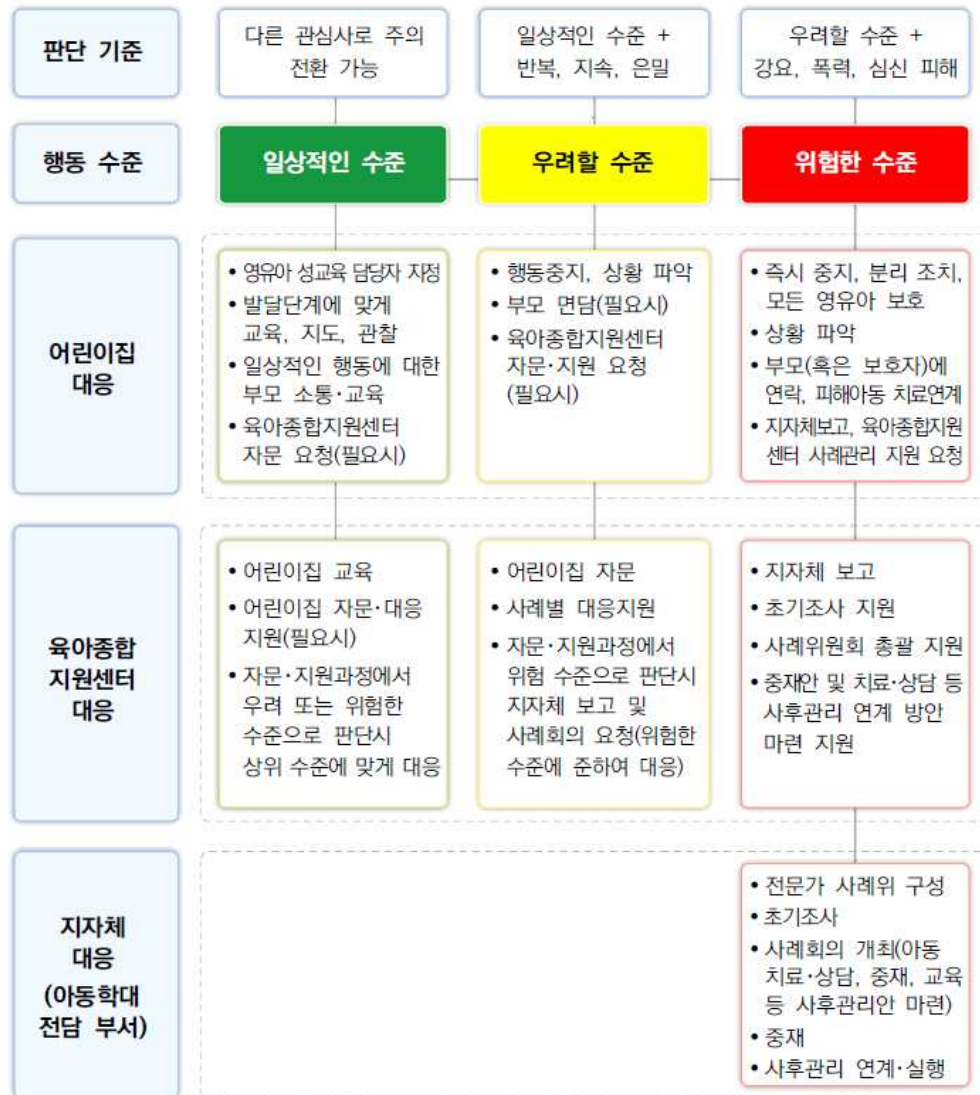 판단 기준
다른 관심사로 주의
전환 가능
일상적인 수준 +
반복, 지속, 은밀
우려할 수준 +
강요, 폭력, 심신 피해
행동 수준
일상적인 수준
우려할 수준
위험한 수준
어린이집
대응
• 영유아 성교육 담당자 지정
• 발달단계에 맞게
교육, 지도, 관찰
• 일상적인 행동에 대한
부모 소통·교육
• 육아종합지원센터
자문 요청(필요시)
• 행동중지, 상황 파악
• 부모 면담(필요시)
• 육아종합지원센터
자문·지원 요청
(필요시)
• 즉시 중지, 분리 조치,
모든 영유아 보호
• 상황 파악
• 부모(혹은 보호자)에
연락, 피해아동 치료연계
• 지자체보고, 육아종합지원
센터 사례관리 지원 요청
육아종합
지원센터
대응
• 어린이집 교육
• 어린이집 자문·대응
지원(필요시)
• 자문·지원과정에서
우려 또는 위험한
수준으로 판단시
상위 수준에 맞게 대응
• 어린이집 자문
• 사례별 대응지원
• 자문·지원과정에서
위험 수준으로 판단시
지자체 보고 및
사례회의 요청(위험한
수준에 준하여 대응)
• 지자체 보고
• 초기조사 지원
• 사례위원회 총괄 지원
• 중재안 및 치료·상담 등
사후관리 연계 방안
마련 지원
지자체
대응
(아동학대
전담 부서)
• 전문가 사례위 구성
• 초기조사
• 사례회의 개최(아동
치료·상담, 중재, 교육
등 사후관리안 마련)
• 중재
• 사후관리 연계·실행